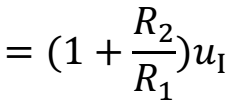 = (1 + R₂/R₁)u_I